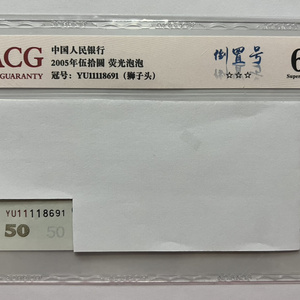 ACG
GUARANTY
中国人民银行
2005年伍拾圆 荧光泡泡
冠号：YU11118691（狮子头）
倒置号
☆☆☆
6
Super
YU11118691
50 50